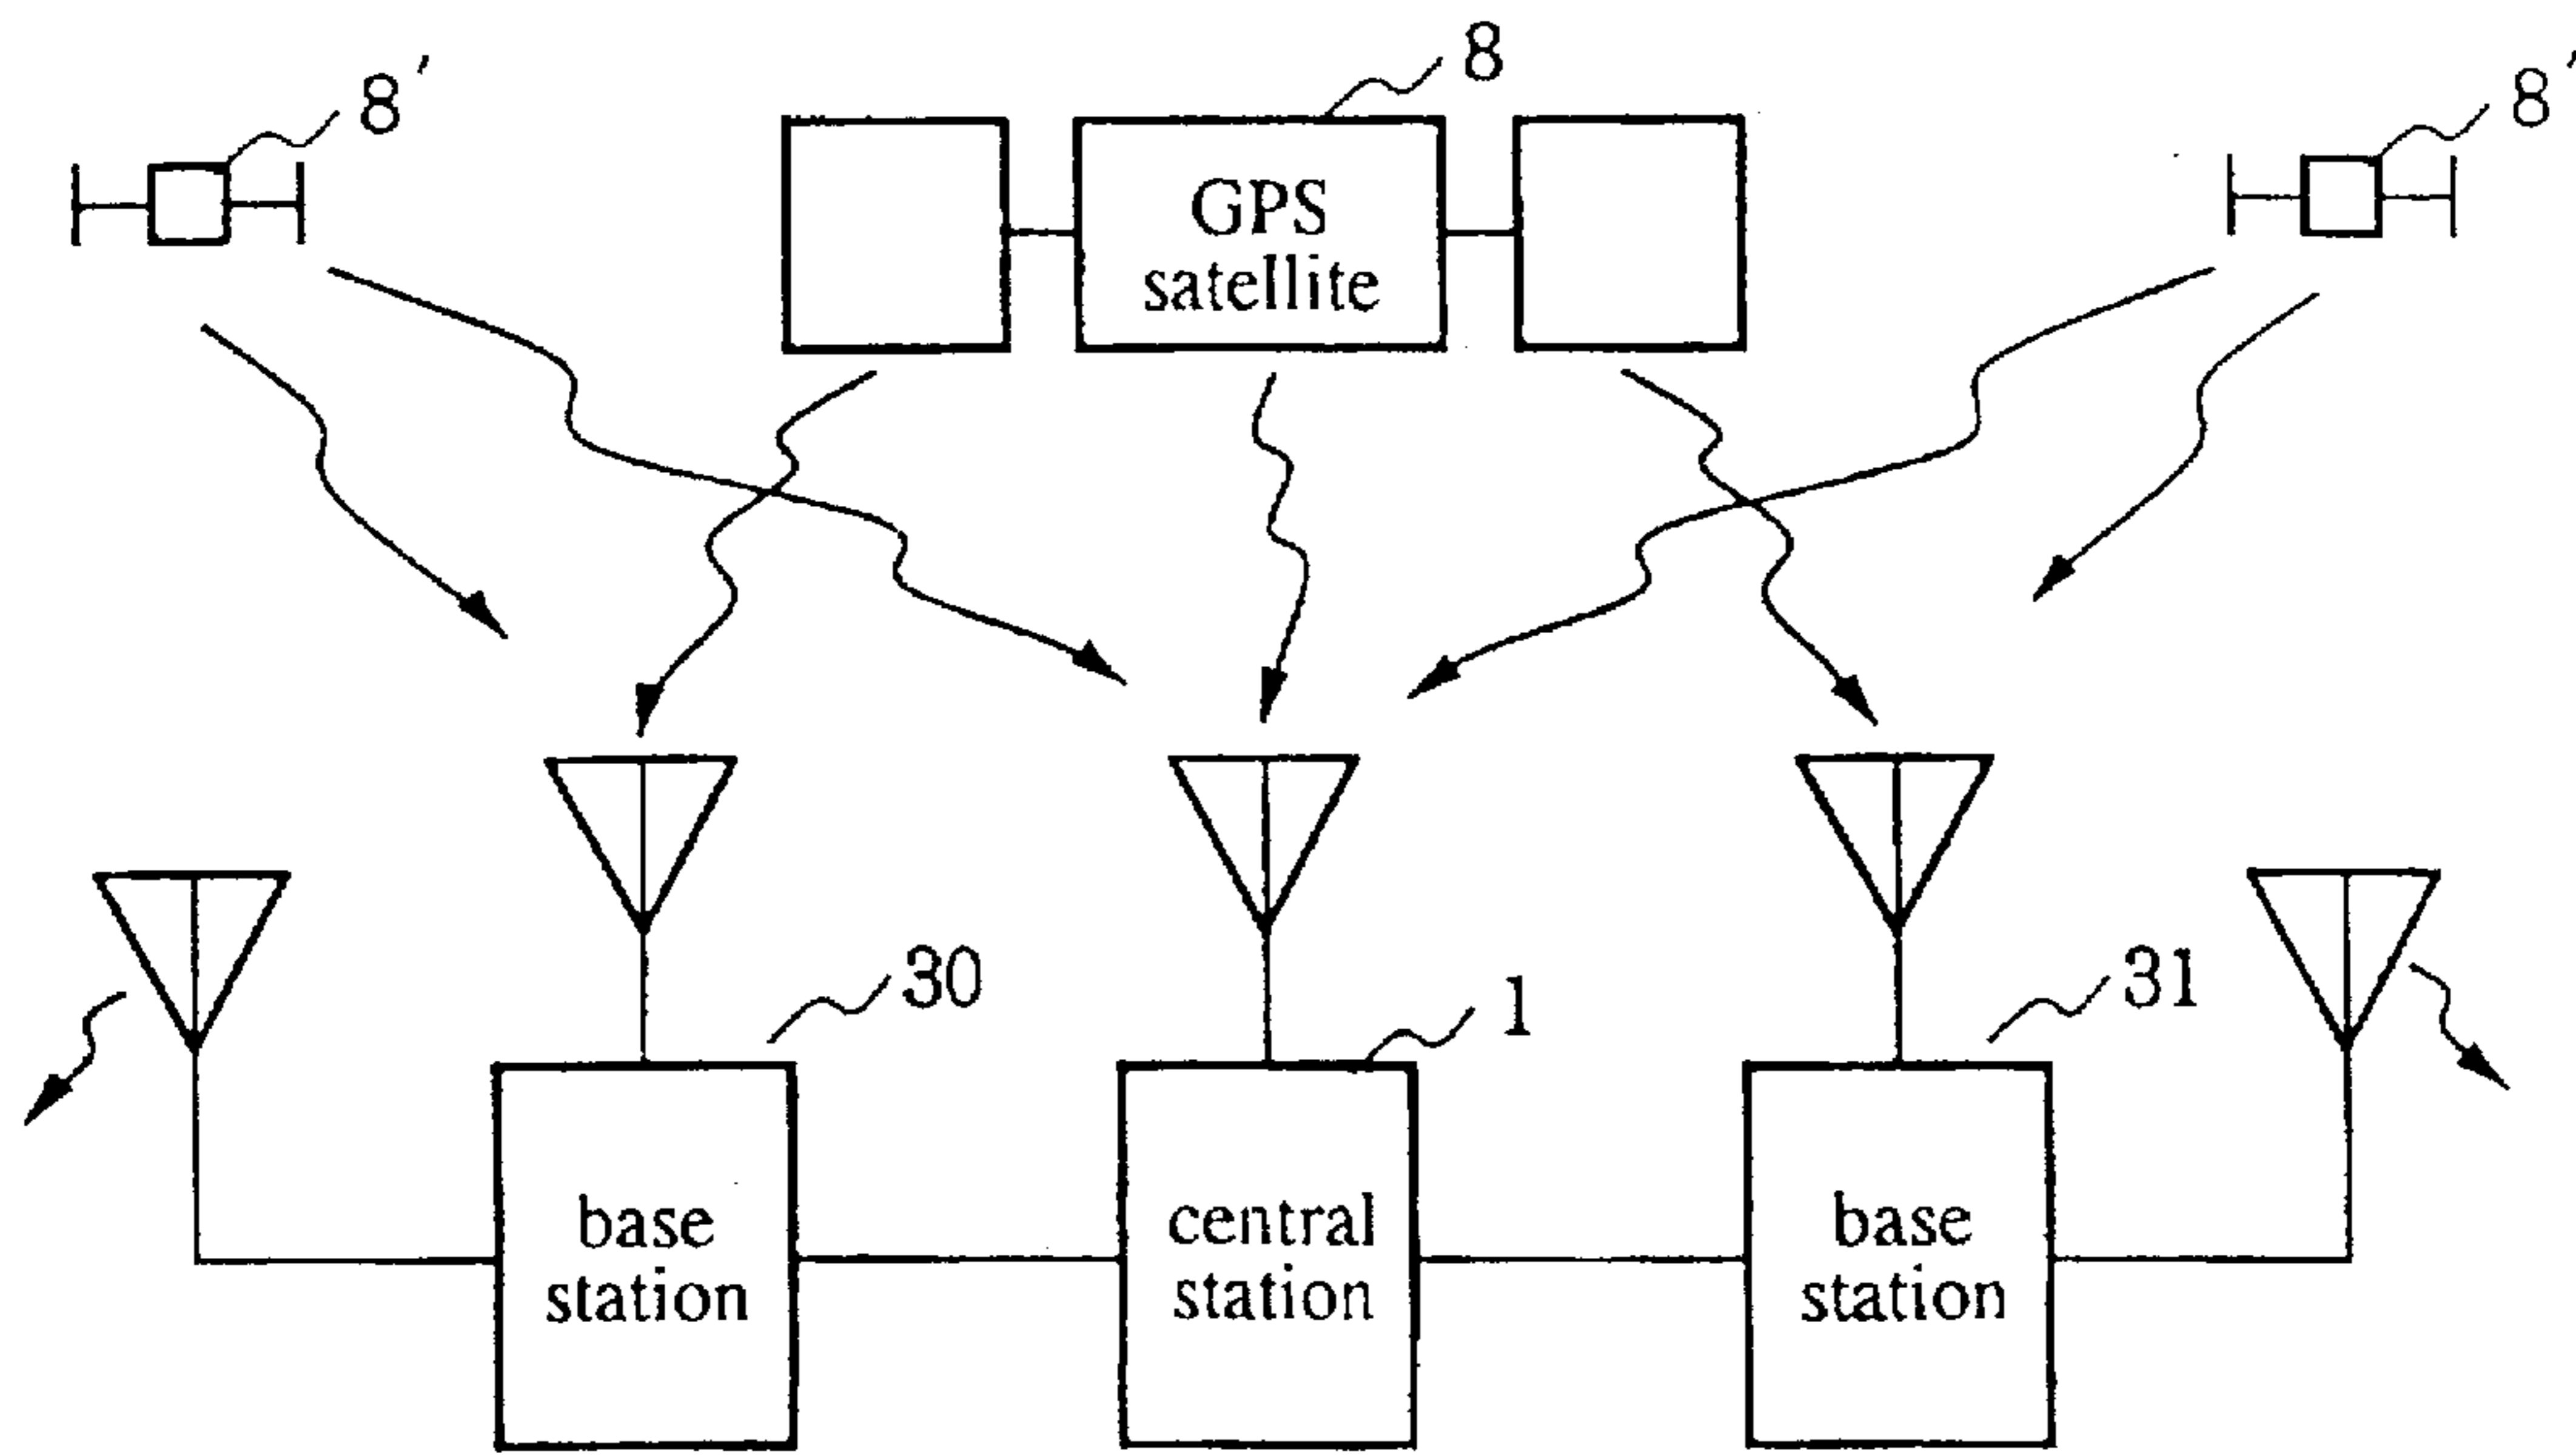 8'
8
8'
GPS
satellite
30
1
31
base
station
central
station
base
station